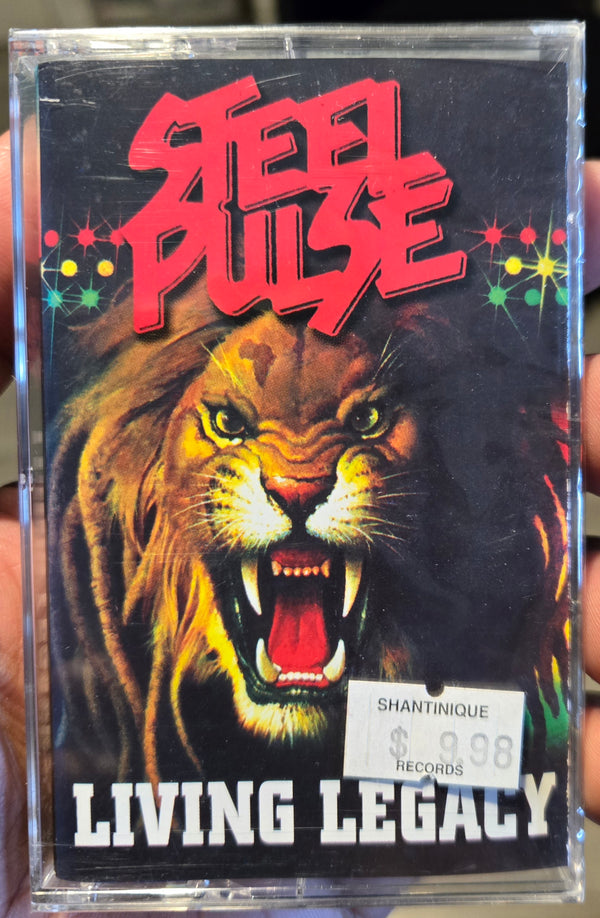 STEEL
PULSE
SHANTINIQUE
$ 9.98
RECORDS
LIVING LEGACY